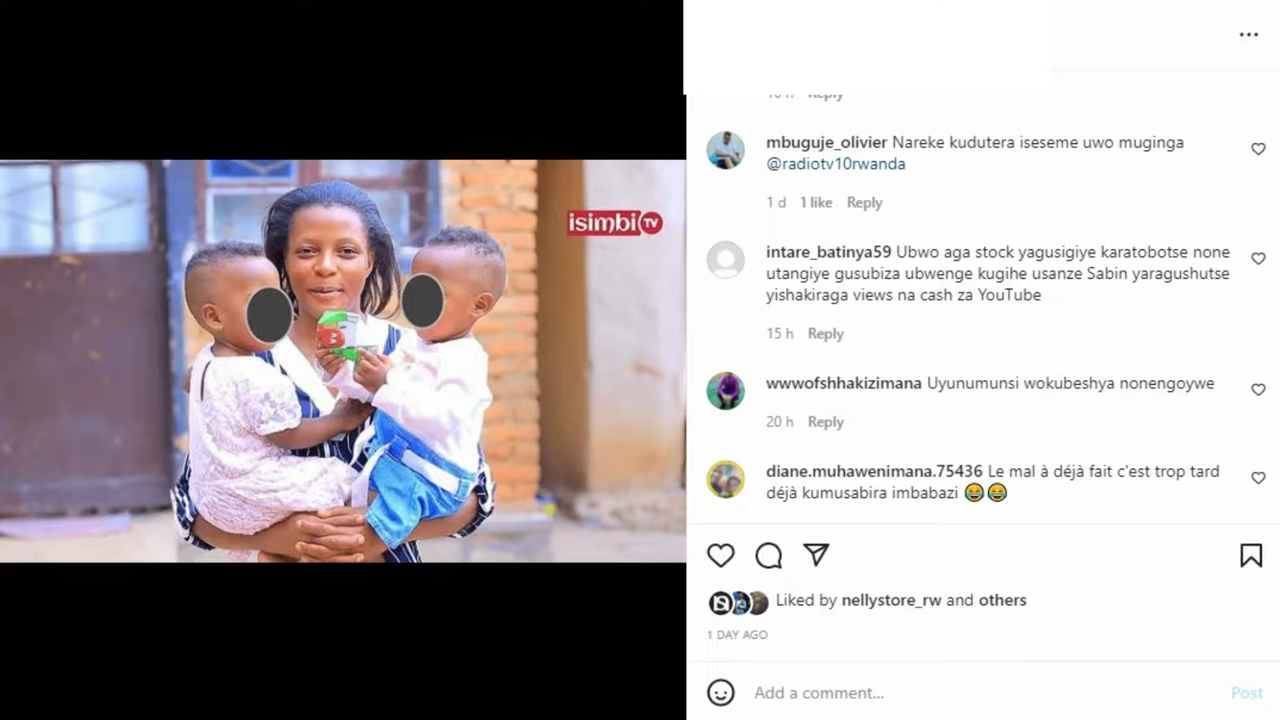 isimbi TV
Reply
mbuguje_olivier Nareke kudutera iseseme uwo muginga
@radiotv10rwanda
1 d 1 like Reply
intare_batinya59 Ubwo aga stock yagusigiye karatobotse none
utangiye gusubiza ubwenge kugihe usanze Sabin yaragushutse
yishakiraga views na cash za YouTube
15 h Reply
wwwofshhakizimana Uyunumunsi wokubeshya nonengoywe
20 h Reply
diane.muhawenimana.75436 Le mal à déjà fait c'est trop tard
déjà kumusabira imbabazi 😂😂
Liked by nellystore_rw and others
1 DAY AGO
Add a comment... Post